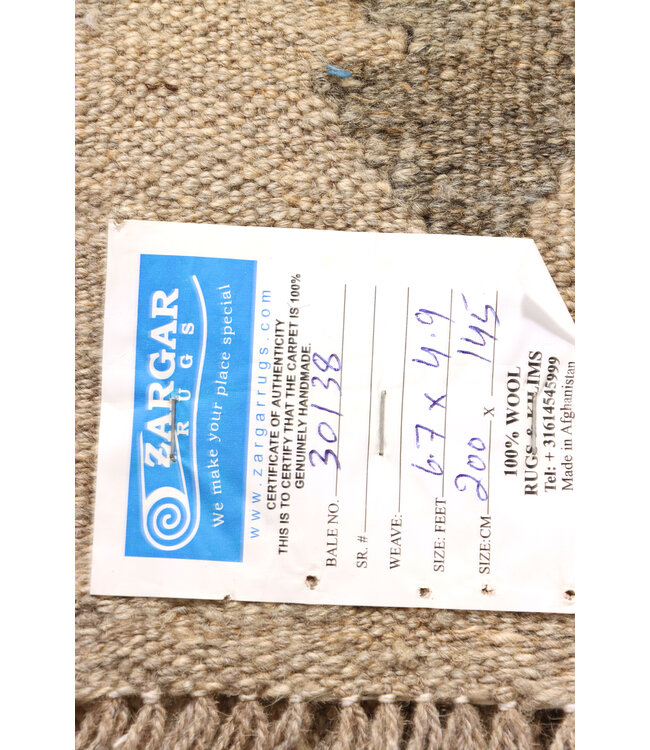 ZARGAR
RUGS
We make your place special
www.zargarrugs.com
CERTIFICATE OF AUTHENTICITY
THIS IS TO CERTIFY THAT THE CARPET IS 100%
GENUINELY HANDMADE.
BALE NO. 30138
SR. #
WEAVE:
SIZE: FEET 6.7 x 4.9
SIZE:CM 200 X 145
100% WOOL
RUGS & KILIMS
Tel: + 31614545999
Made in Afghanistan